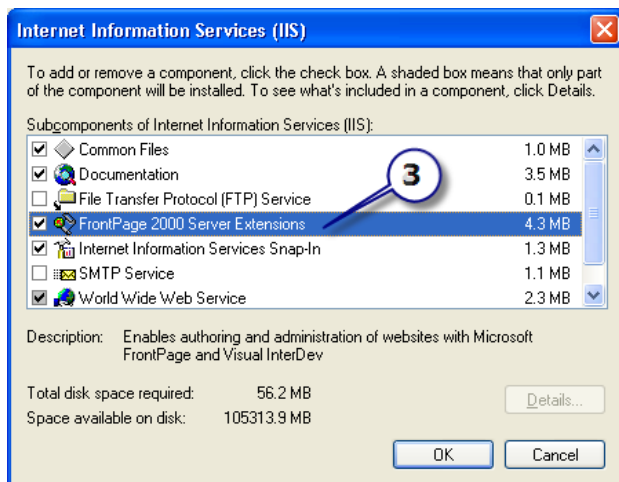 Internet Information Services (IIS)
To add or remove a component, click the check box. A shaded box means that only part
of the component will be installed. To see what's included in a component, click Details.
Subcomponents of Internet Information Services (IIS):
Common Files 1.0 MB
Documentation 3.5 MB
3
File Transfer Protocol (FTP) Service 0.1 MB
FrontPage 2000 Server Extensions 4.3 MB
Internet Information Services Snap-In 1.3 MB
SMTP Service 1.1 MB
World Wide Web Service 2.3 MB
Description: Enables authoring and administration of websites with Microsoft
FrontPage and Visual InterDev
Total disk space required: 56.2 MB
Details...
Space available on disk: 105313.9 MB
OK Cancel